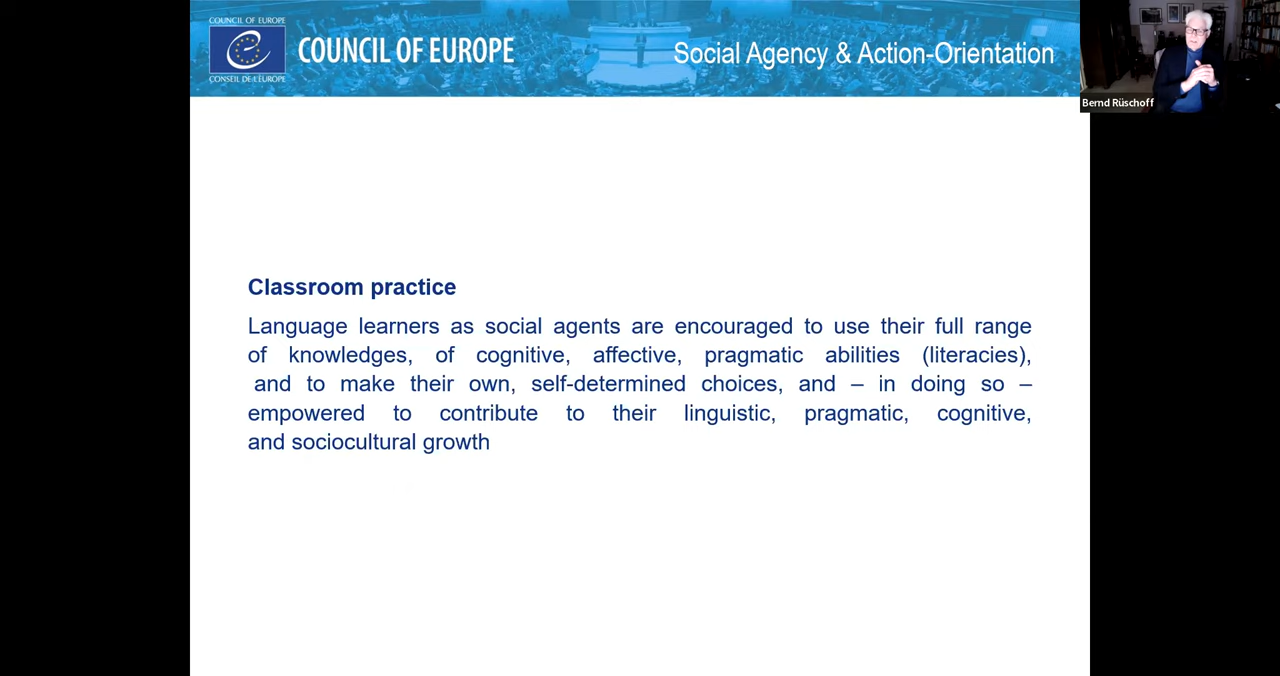 COUNCIL OF EUROPE
CONSEIL DE L'EUROPE
COUNCIL OF EUROPE
Social Agency & Action-Orientation
Bernd Rüschoff
Classroom practice
Language learners as social agents are encouraged to use their full range
of knowledges, of cognitive, affective, pragmatic abilities (literacies),
and to make their own, self-determined choices, and – in doing so –
empowered to contribute to their linguistic, pragmatic, cognitive,
and sociocultural growth